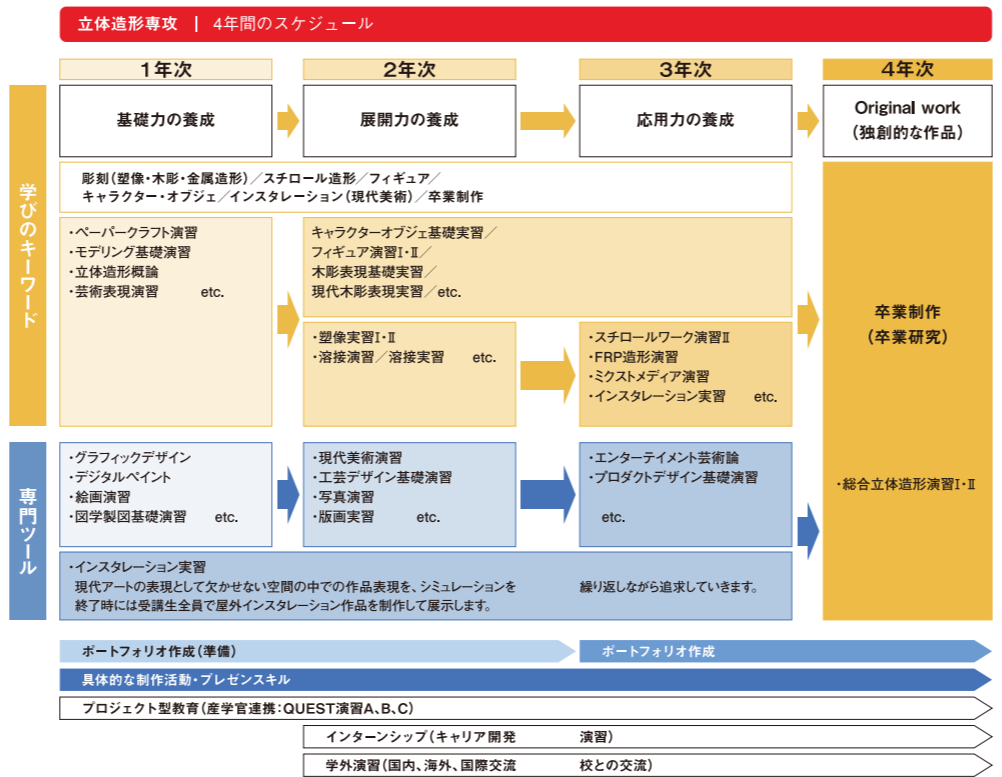 立体造形専攻 | 4年間のスケジュール
1年次
2年次
3年次
4年次
学びのキーワード
基礎力の養成
展開力の養成
応用力の養成
Original work
(独創的な作品)
彫刻(塑像・木彫・金属造形)/スチロール造形/フィギュア/
キャラクター・オブジェ/インスタレーション(現代美術)/卒業制作
・ペーパークラフト演習
・モデリング基礎演習
・立体造形概論
・芸術表現演習 etc.
キャラクターオブジェ基礎実習/
フィギュア演習Ⅰ・Ⅱ/
木彫表現基礎実習/
現代木彫表現実習/etc.
・塑像実習Ⅰ・Ⅱ
・溶接演習/溶接実習 etc.
・スチロールワーク演習Ⅱ
・FRP造形演習
・ミクストメディア演習
・インスタレーション実習 etc.
卒業制作
(卒業研究)
専門ツール
・グラフィックデザイン
・デジタルペイント
・絵画演習
・図学製図基礎演習 etc.
・現代美術演習
・工芸デザイン基礎演習
・写真演習
・版画実習 etc.
・エンターテイメント芸術論
・プロダクトデザイン基礎演習
etc.
・総合立体造形演習Ⅰ・Ⅱ
・インスタレーション実習
現代アートの表現として欠かせない空間の中での作品表現を、シミュレーションを 繰り返しながら追求していきます。
終了時には受講生全員で屋外インスタレーション作品を制作して展示します。
ポートフォリオ作成(準備)
ポートフォリオ作成
具体的な制作活動・プレゼンスキル
プロジェクト型教育(産学官連携:QUEST演習A、B、C)
インターンシップ(キャリア開発 演習)
学外演習(国内、海外、国際交流 校との交流)